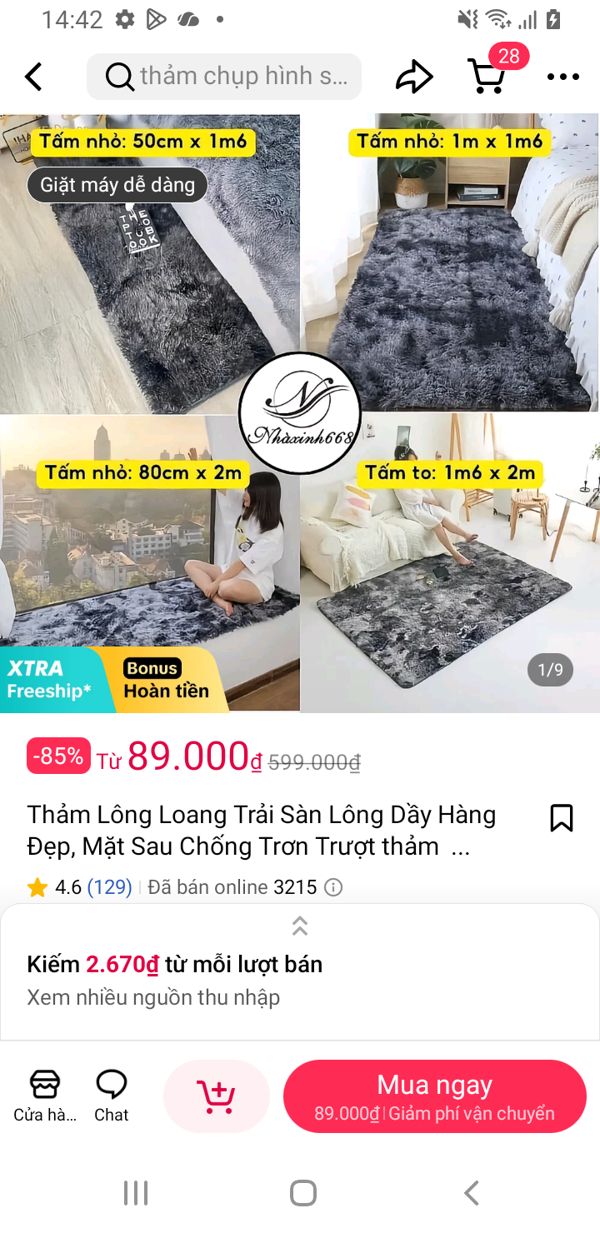 14:42
28
thảm chụp hình s...
Tấm nhỏ: 50cm x 1m6
Tấm nhỏ: 1m x 1m6
Giặt máy dễ dàng
Nhàxinh668
Tấm nhỏ: 80cm x 2m
Tấm to: 1m6 x 2m
XTRA
Freeship*
Bonus
Hoàn tiền
1/9
-85% Từ 89.000₫ 599.000₫
Thảm Lông Loang Trải Sàn Lông Dầy Hàng
Đẹp, Mặt Sau Chống Trơn Trượt thảm ...
4.6 (129) Đã bán online 3215
Kiếm 2.670₫ từ mỗi lượt bán
Xem nhiều nguồn thu nhập
Cửa hà...
Chat
Mua ngay
89.000₫ | Giảm phí vận chuyển